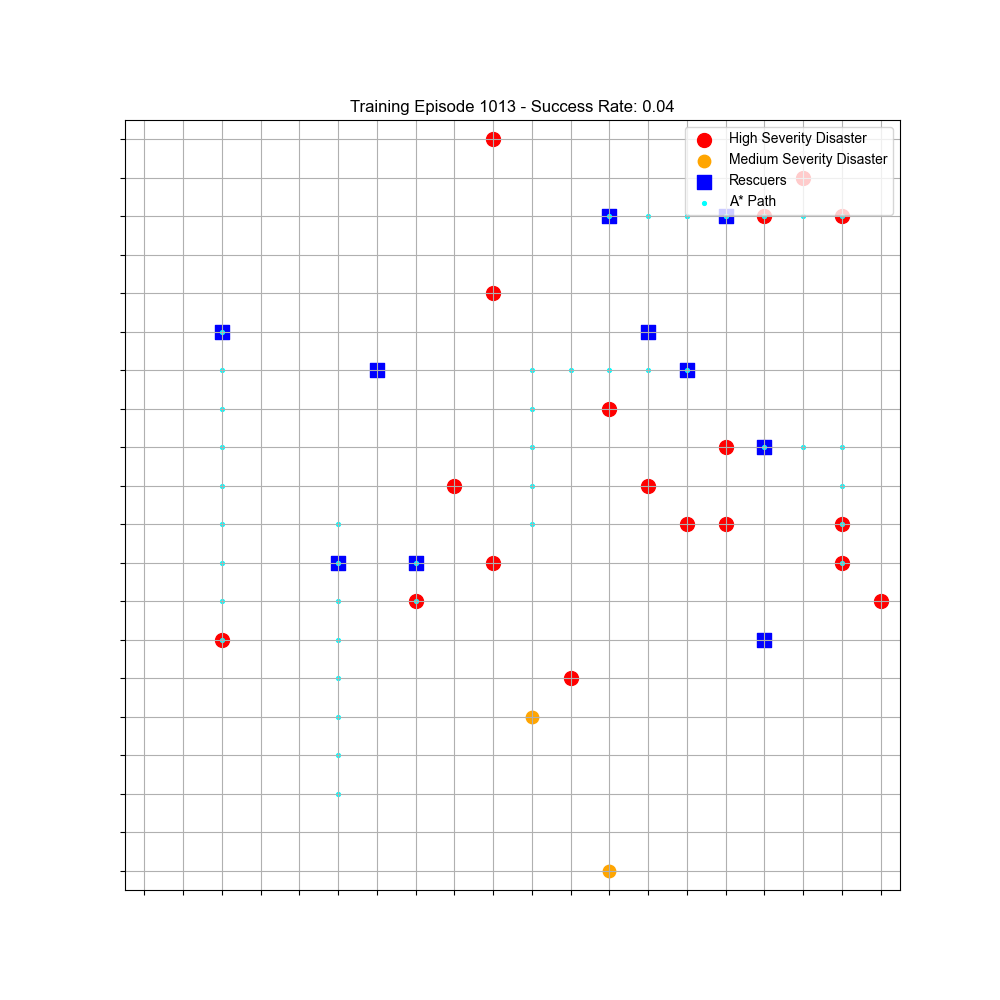 Training Episode 1013 - Success Rate: 0.04
High Severity Disaster
Medium Severity Disaster
Rescuers
A* Path